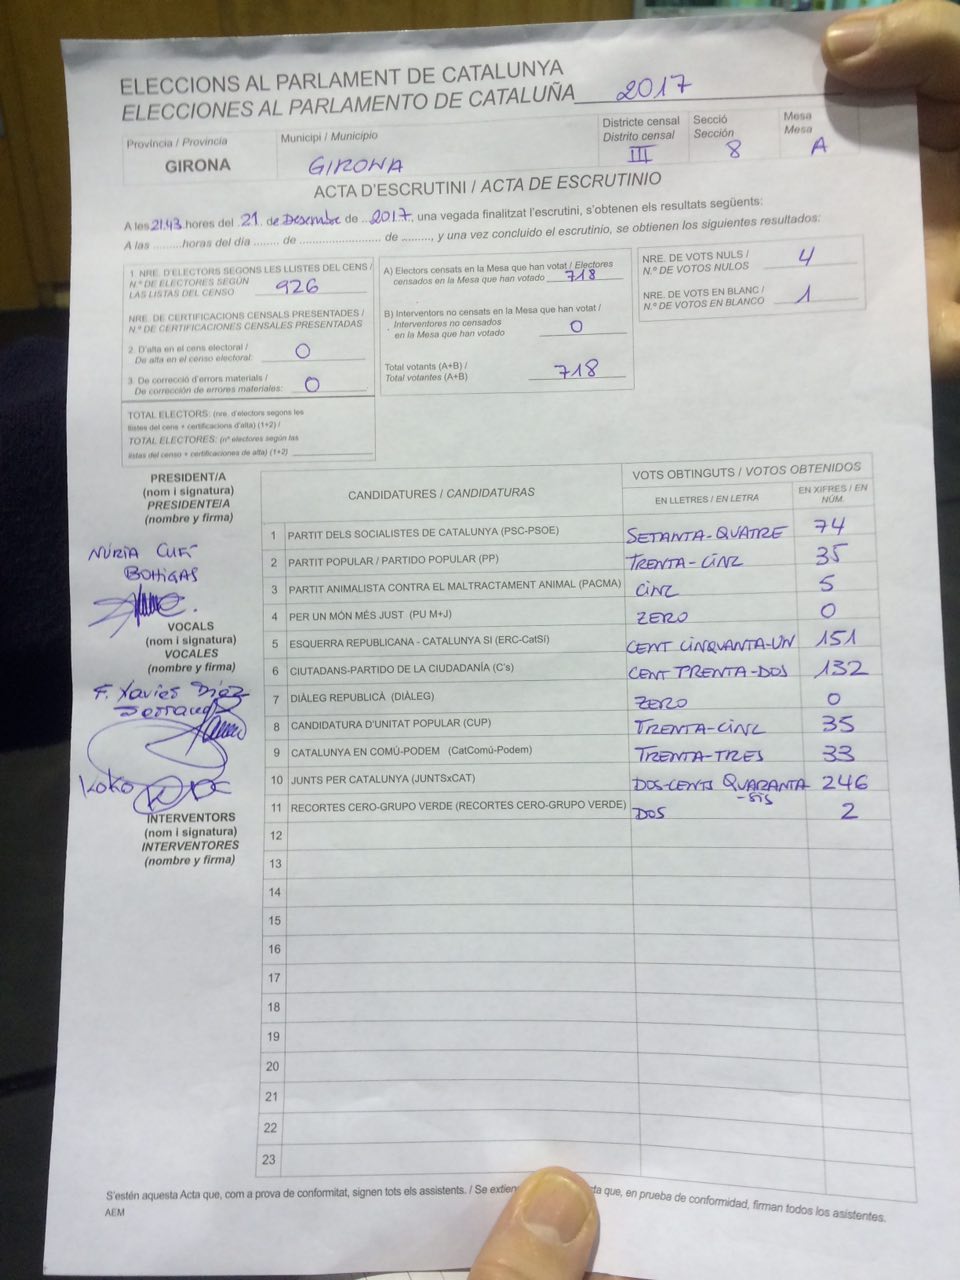 ELECCIONS AL PARLAMENT DE CATALUNYA
ELECCIONES AL PARLAMENTO DE CATALUÑA 2017
Província / Provincia
GIRONA
Municipi / Municipio
GIRONA
Districte censal
Distrito censal
III
Secció
Sección
8
Mesa
Mesa
A
ACTA D'ESCRUTINI / ACTA DE ESCRUTINIO
A les 21.43 hores del 21 de Desembre de 2017, una vegada finalitzat l'escrutini, s'obtenen els resultats següents:
A las .........horas del día ........ de ......................... de ........., y una vez concluido el escrutinio, se obtienen los siguientes resultados:
1. NRE. D'ELECTORS SEGONS LES LLISTES DEL CENS /
N.º DE ELECTORES SEGÚN
LAS LISTAS DEL CENSO 926
NRE. DE CERTIFICACIONS CENSALS PRESENTADES /
N.º DE CERTIFICACIONES CENSALES PRESENTADAS
2. D'alta en el cens electoral /
De alta en el censo electoral: 0
3. De correcció d'errors materials /
De corrección de errores materiales: 0
TOTAL ELECTORS: (nre. d'electors segons les
llistes del cens + certificacions d'alta) (1+2) /
TOTAL ELECTORES: (nº electores según las
listas del censo + certificaciones de alta) (1+2)
A) Electors censats en la Mesa que han votat / Electores
censados en la Mesa que han votado 718
B) Interventors no censats en la Mesa que han votat /
Interventores no censados
en la Mesa que han votado 0
Total votants (A+B) /
Total votantes (A+B) 718
NRE. DE VOTS NULS /
N.º DE VOTOS NULOS 4
NRE. DE VOTS EN BLANC /
N.º DE VOTOS EN BLANCO 1
PRESIDENT/A
(nom i signatura)
PRESIDENTE/A
(nombre y firma)
NÚRIA
BOHIGAS
VOCALS
(nom i signatura)
VOCALES
(nombre y firma)
F. Xavier Díez
Koko
INTERVENTORS
(nom i signatura)
INTERVENTORES
(nombre y firma)
CANDIDATURES / CANDIDATURAS
VOTS OBTINGUTS / VOTOS OBTENIDOS
EN LLETRES / EN LETRA
EN XIFRES / EN NÚM.
1 PARTIT DELS SOCIALISTES DE CATALUNYA (PSC-PSOE) SETANTA-QUATRE 74
2 PARTIT POPULAR / PARTIDO POPULAR (PP) TRENTA-CINC 35
3 PARTIT ANIMALISTA CONTRA EL MALTRACTAMENT ANIMAL (PACMA) CINC 5
4 PER UN MÓN MÉS JUST (PU M+J) ZERO 0
5 ESQUERRA REPUBLICANA - CATALUNYA SI (ERC-CatSí) CENT CINQUANTA-UN 151
6 CIUTADANS-PARTIDO DE LA CIUDADANÍA (C's) CENT TRENTA-DOS 132
7 DIÀLEG REPUBLICÀ (DIÀLEG) ZERO 0
8 CANDIDATURA D'UNITAT POPULAR (CUP) TRENTA-CINC 35
9 CATALUNYA EN COMÚ-PODEM (CatComú-Podem) TRENTA-TRES 33
10 JUNTS PER CATALUNYA (JUNTSxCAT) DOS-CENTS QUARANTA -SIS 246
11 RECORTES CERO-GRUPO VERDE (RECORTES CERO-GRUPO VERDE) DOS 2
12
13
14
15
16
17
18
19
20
21
22
23
S'estén aquesta Acta que, com a prova de conformitat, signen tots els assistents. / Se extien ta que, en prueba de conformidad, firman todos los asistentes.
AEM